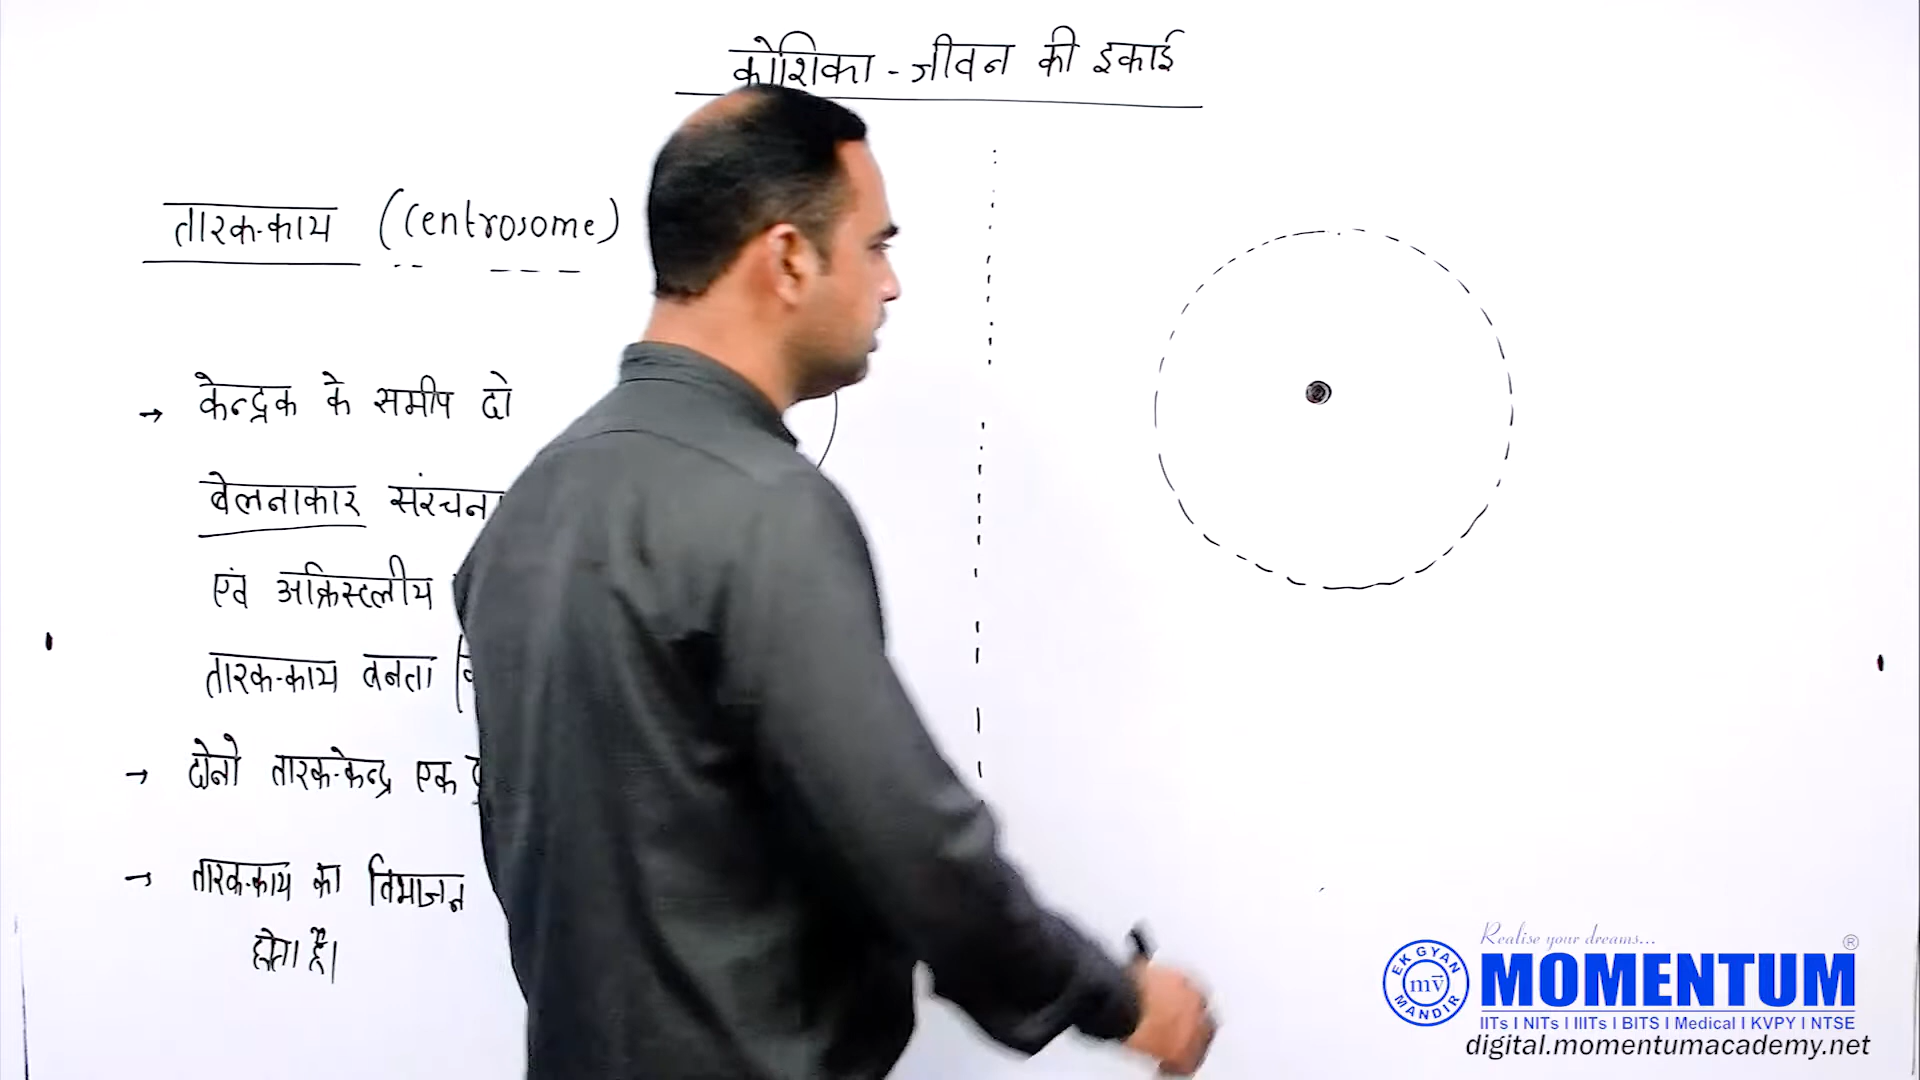 कोशिका - जीवन की इकाई
तारक-काय (Centrosome)
→ केन्द्रक के समीप दो
बेलनाकार संरचना
एवं अक्रिस्टलीय
तारक-काय बनता
→ दोनो तारक-केन्द्र एक
→ तारक-काय का विभाजन
होता है।
Realise your dreams...
EK GYAN MANDIR
mv
MOMENTUM ®
IITs I NITs I IIITs I BITS I Medical I KVPY I NTSE
digital.momentumacademy.net